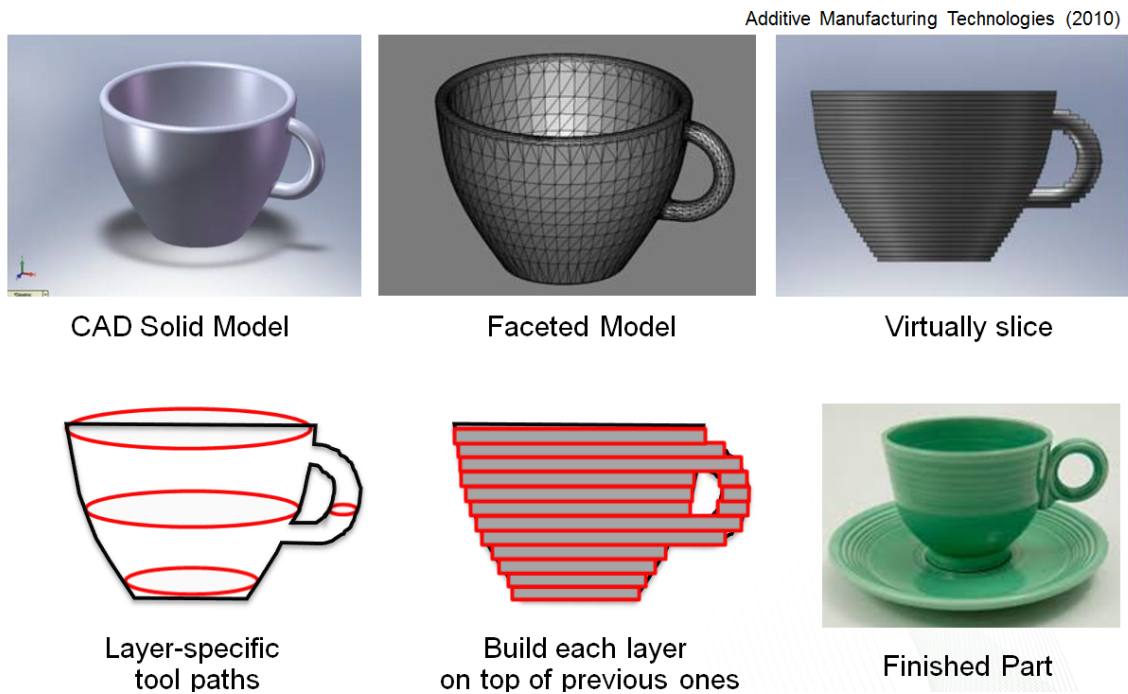 Additive Manufacturing Technologies (2010)
CAD Solid Model
Faceted Model
Virtually slice
Layer-specific
tool paths
Build each layer
on top of previous ones
Finished Part